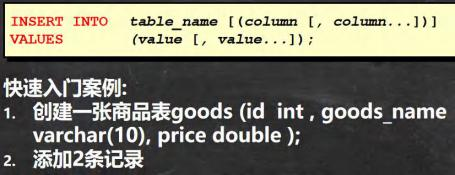 INSERT INTO table_name [(column [, column...])]
VALUES (value [, value...]);
快速入门案例:
1. 创建一张商品表goods (id int , goods_name
varchar(10), price double );
2. 添加2条记录